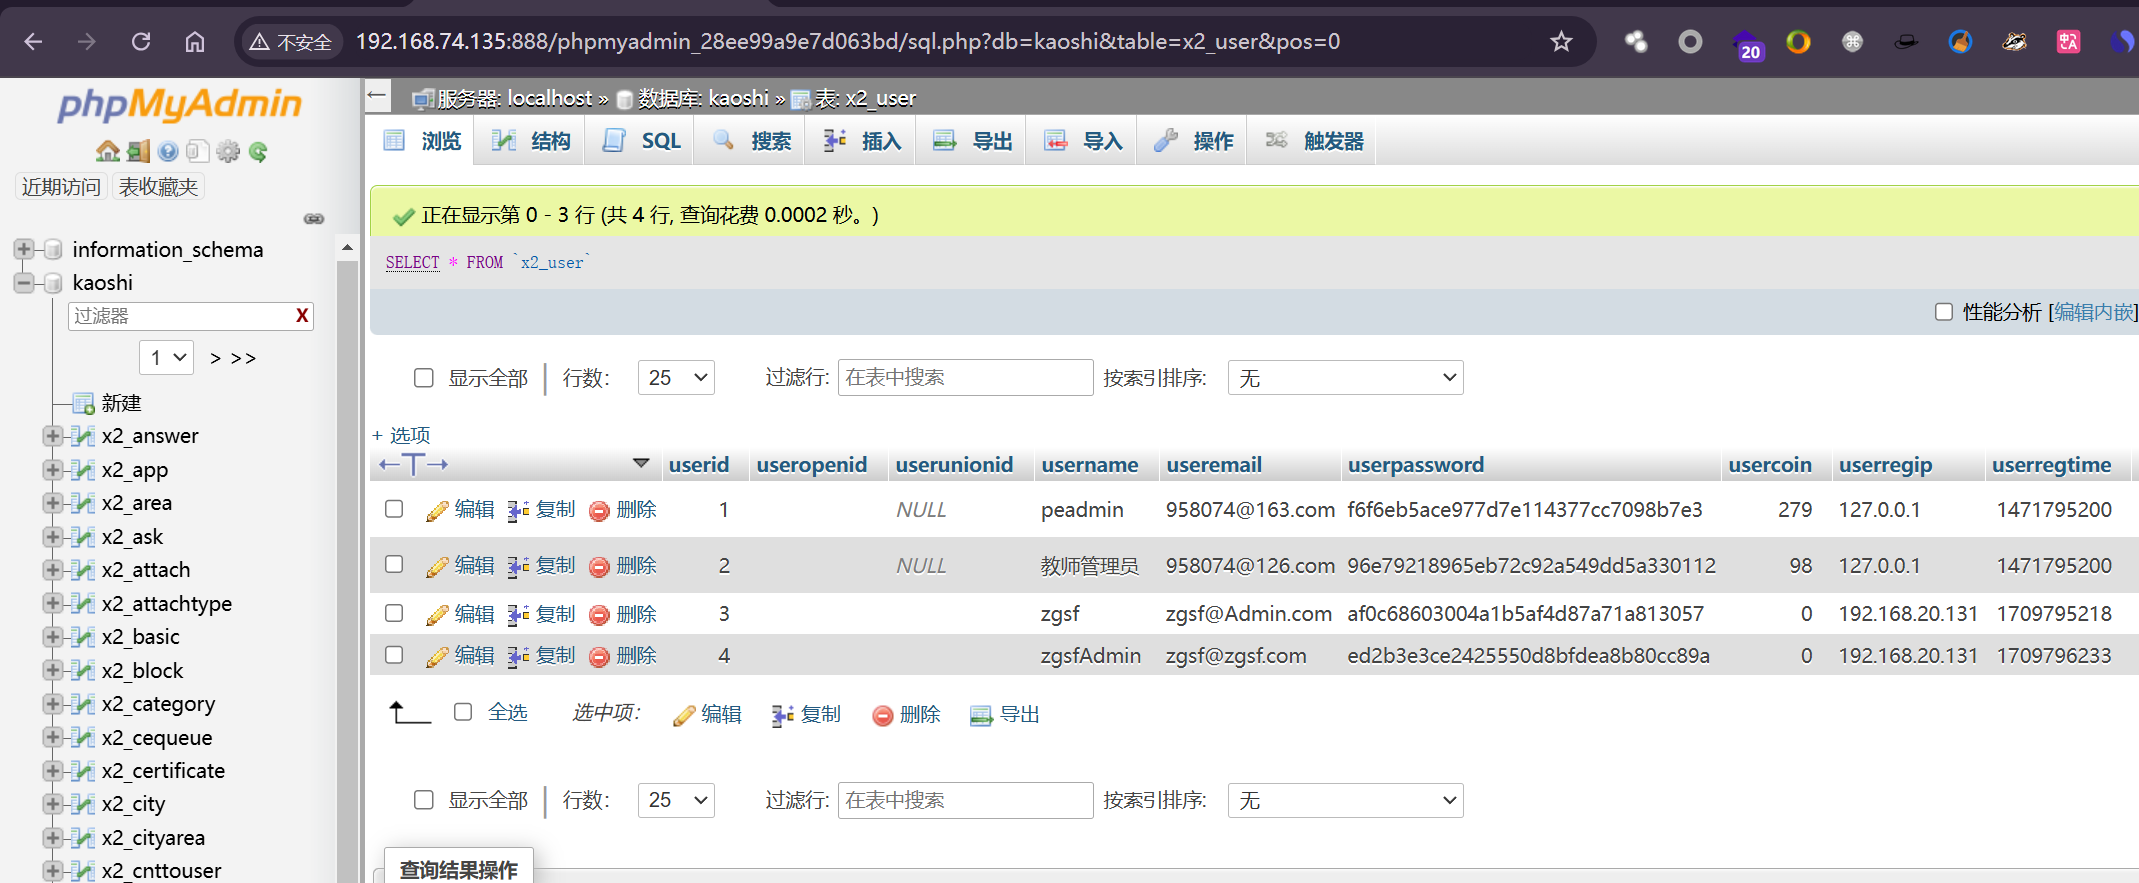 不安全 192.168.74.135:888/phpmyadmin_28ee99a9e7d063bd/sql.php?db=kaoshi&table=x2_user&pos=0
20
phpMyAdmin
近期访问 表收藏夹
information_schema
kaoshi
过滤器 X
1 > >>
新建
x2_answer
x2_app
x2_area
x2_ask
x2_attach
x2_attachtype
x2_basic
x2_block
x2_category
x2_cequeue
x2_certificate
x2_city
x2_cityarea
x2_cnttouser
服务器: localhost » 数据库: kaoshi » 表: x2_user
浏览 结构 SQL 搜索 插入 导出 导入 操作 触发器
正在显示第 0 - 3 行 (共 4 行, 查询花费 0.0002 秒。)
SELECT * FROM `x2_user`
性能分析 [编辑内嵌]
显示全部 | 行数: 25 过滤行: 在表中搜索 按索引排序: 无
+ 选项
←T→ userid useropenid userunionid username useremail userpassword usercoin userregip userregtime
编辑 复制 删除 1 NULL peadmin 958074@163.com f6f6eb5ace977d7e114377cc7098b7e3 279 127.0.0.1 1471795200
编辑 复制 删除 2 NULL 教师管理员 958074@126.com 96e79218965eb72c92a549dd5a330112 98 127.0.0.1 1471795200
编辑 复制 删除 3 zgsf zgsf@Admin.com af0c68603004a1b5af4d87a71a813057 0 192.168.20.131 1709795218
编辑 复制 删除 4 zgsfAdmin zgsf@zgsf.com ed2b3e3ce2425550d8bfdea8b80cc89a 0 192.168.20.131 1709796233
全选 选中项: 编辑 复制 删除 导出
显示全部 | 行数: 25 过滤行: 在表中搜索 按索引排序: 无
查询结果操作